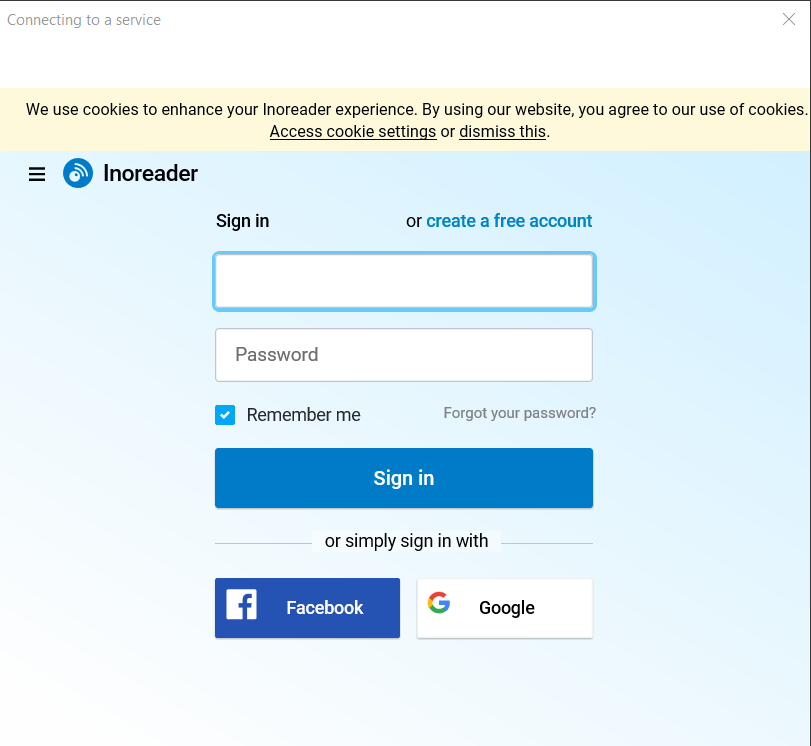 Connecting to a service
We use cookies to enhance your Inoreader experience. By using our website, you agree to our use of cookies.
Access cookie settings or dismiss this.
Inoreader
Sign in or create a free account
Password
Remember me Forgot your password?
Sign in
or simply sign in with
Facebook Google